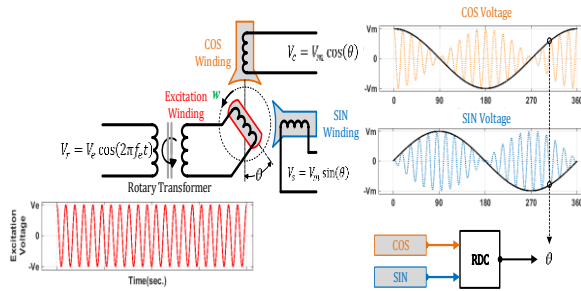 COS
Winding
V_c = V_m cos(θ)
Excitation
Winding
w
SIN
Winding
V_r = V_e cos(2πf_e t)
Rotary Transformer
θ
V_s = V_m sin(θ)
Excitation
Voltage
Ve
0
-Ve
Time(sec.)
COS Voltage
Vm
0
-Vm
0 90 180 270 360
SIN Voltage
Vm
0
-Vm
0 90 180 270 360
COS
SIN
RDC
θ